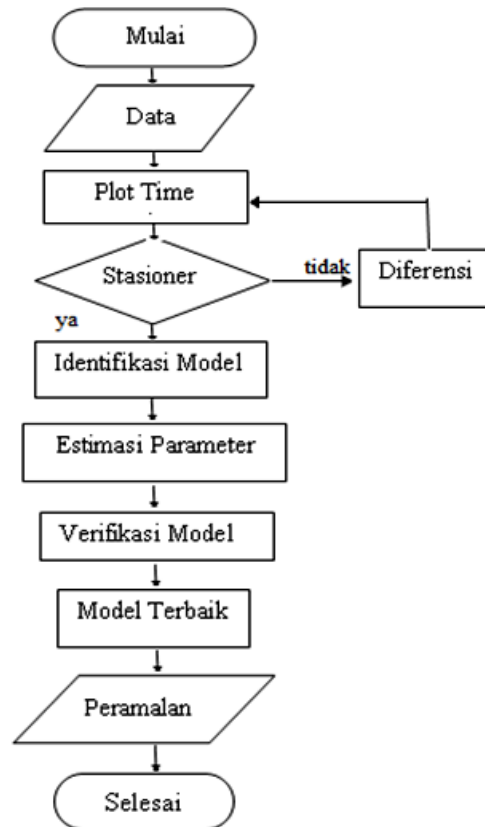 Mulai
Data
Plot Time
Stasioner
tidak
Diferensi
ya
Identifikasi Model
Estimasi Parameter
Verifikasi Model
Model Terbaik
Peramalan
Selesai